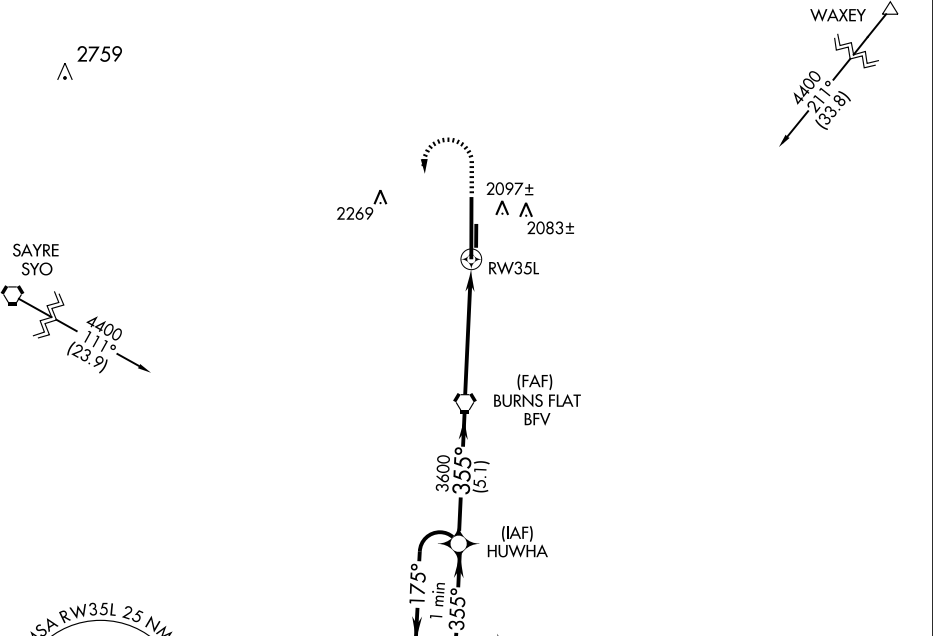 WAXEY
4400
211°
(33.8)
2759
2269
2097±
2083±
RW35L
SAYRE
SYO
4400
111°
(23.9)
(FAF)
BURNS FLAT
BFV
3600
355°
(5.1)
(IAF)
HUWHA
175°
1 min
355°
MSA RW35L 25 NM